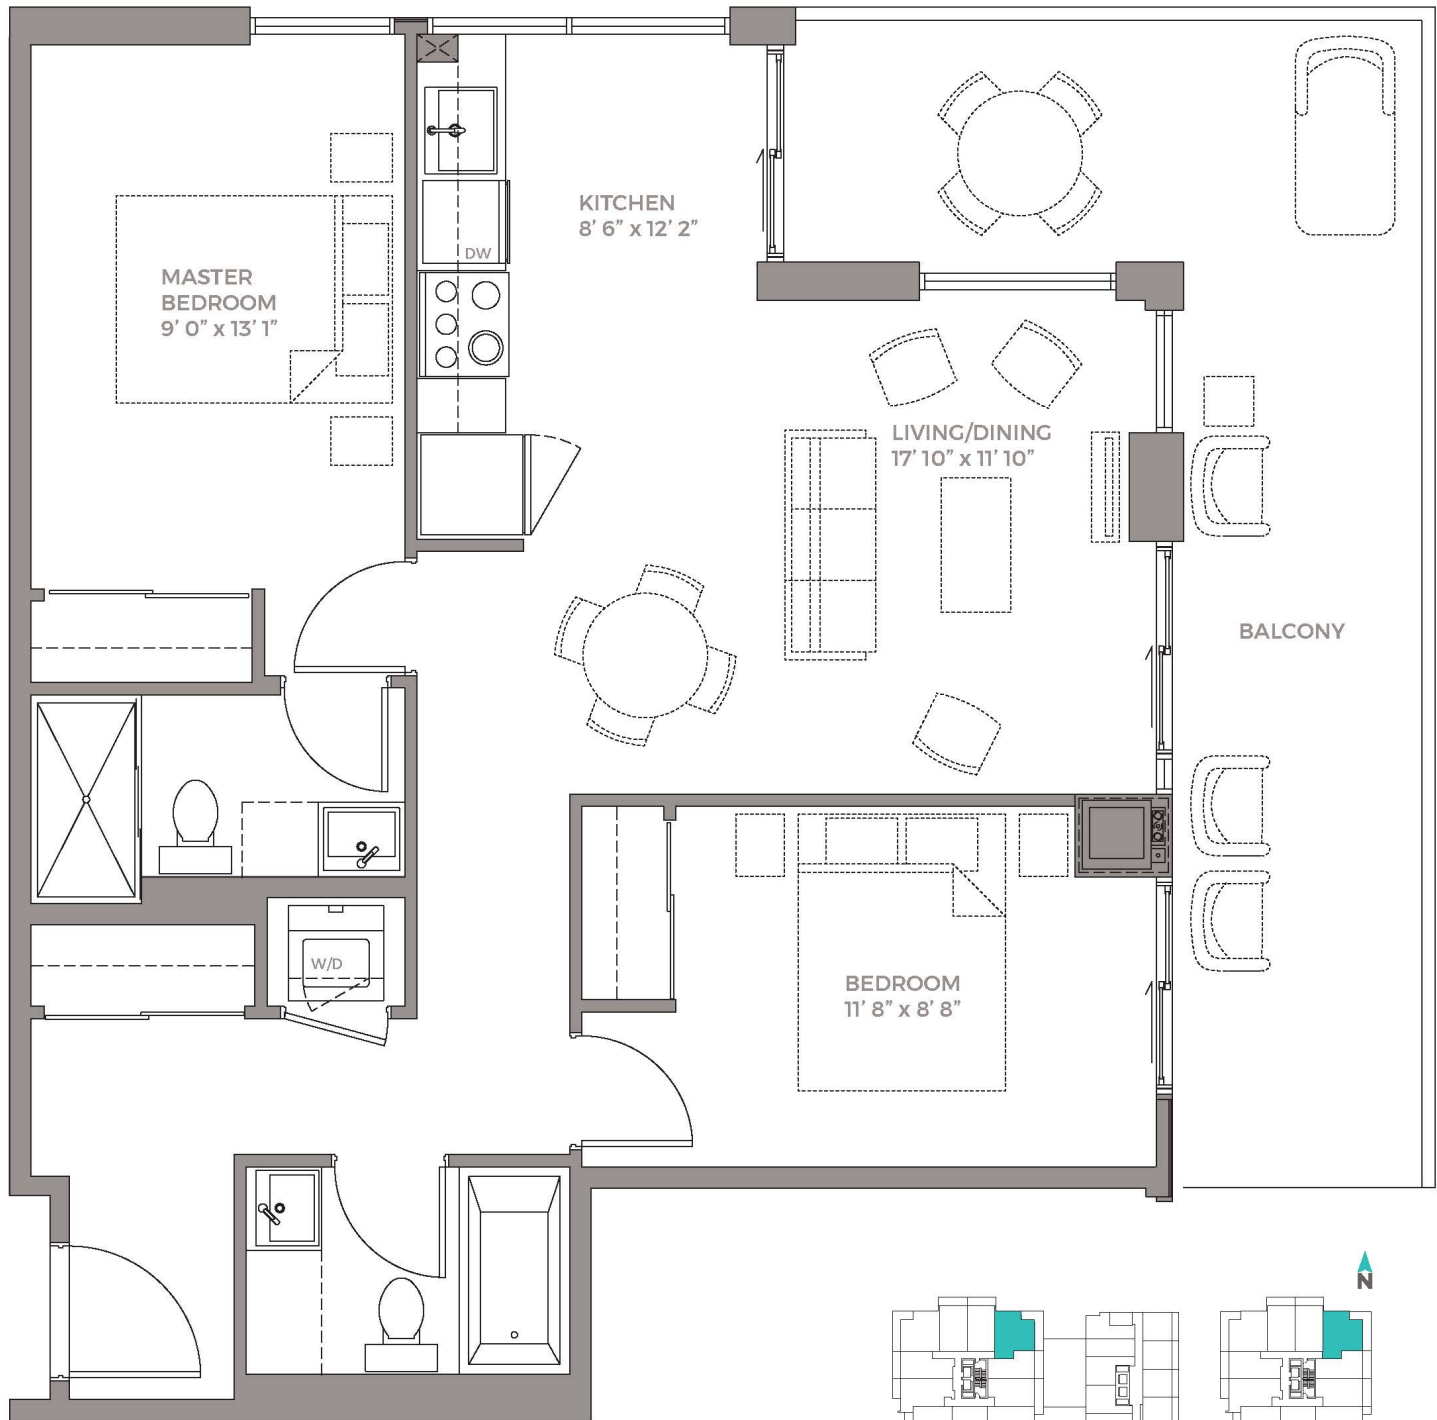 KITCHEN
8’ 6” x 12’ 2”
DW
MASTER
BEDROOM
9’ 0” x 13’ 1”
LIVING/DINING
17’ 10” x 11’ 10”
BALCONY
W/D
BEDROOM
11’ 8” x 8’ 8”
N